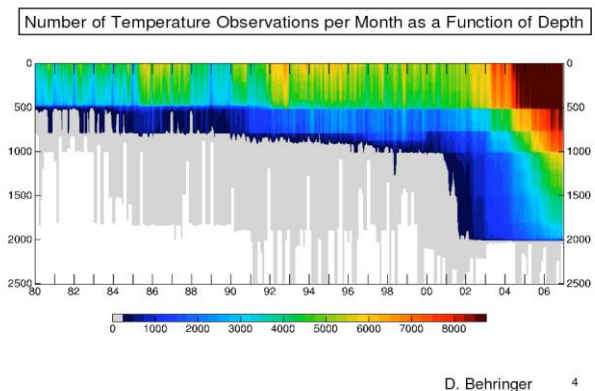 Number of Temperature Observations per Month as a Function of Depth
0 0
500 500
1000 1000
1500 1500
2000 2000
2500 2500
80 82 84 86 88 90 92 94 96 98 00 02 04 06
0 1000 2000 3000 4000 5000 6000 7000 8000
D. Behringer 4